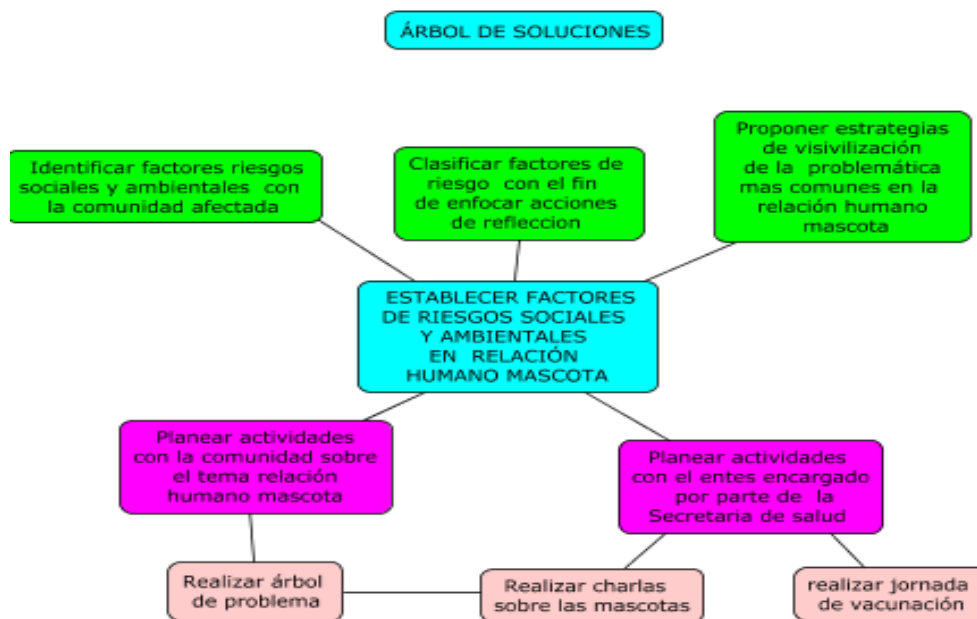 ÁRBOL DE SOLUCIONES
Identificar factores riesgos
sociales y ambientales con
la comunidad afectada
Clasificar factores de
riesgo con el fin
de enfocar acciones
de refleccion
Proponer estrategias
de visivilización
de la problemática
mas comunes en la
relación humano
mascota
ESTABLECER FACTORES
DE RIESGOS SOCIALES
Y AMBIENTALES
EN RELACIÓN
HUMANO MASCOTA
Planear actividades
con la comunidad sobre
el tema relación
humano mascota
Planear actividades
con el entes encargado
por parte de la
Secretaria de salud
Realizar árbol
de problema
Realizar charlas
sobre las mascotas
realizar jornada
de vacunación